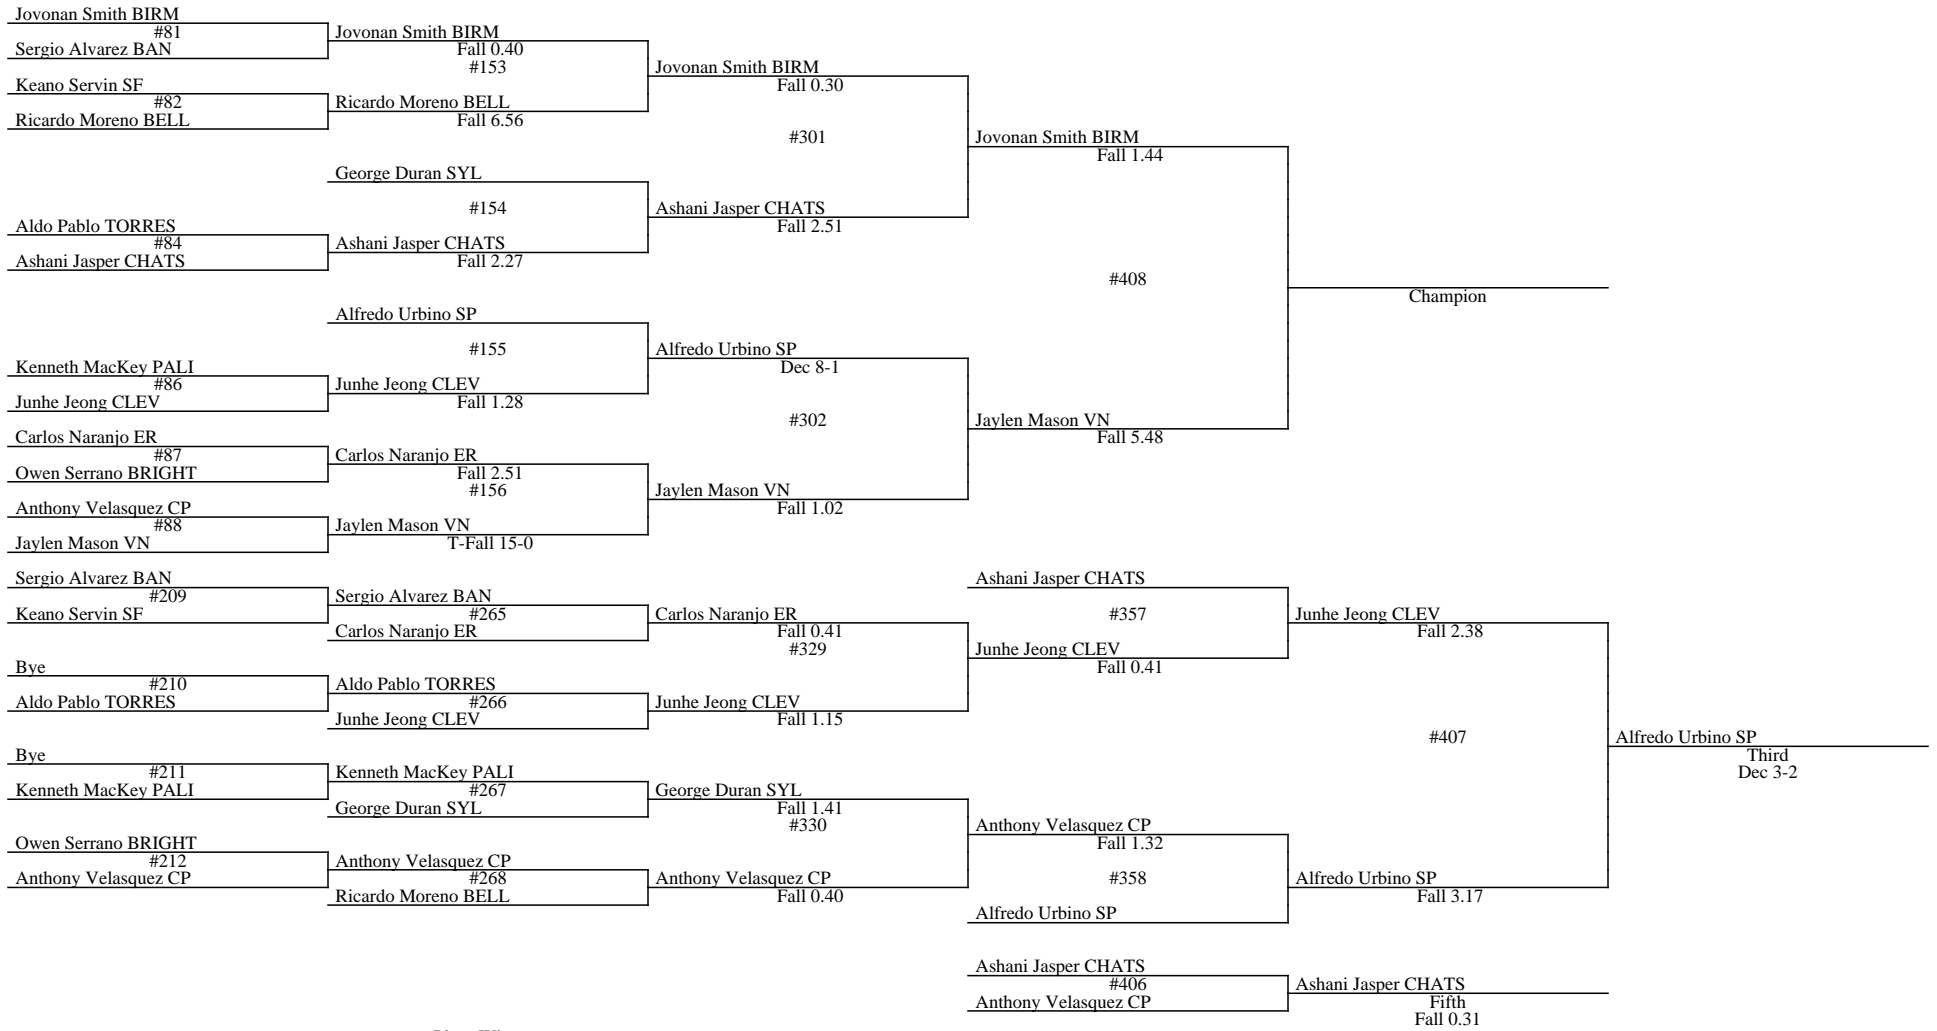 Jovonan Smith BIRM
#81
Sergio Alvarez BAN
Keano Servin SF
#82
Ricardo Moreno BELL
Aldo Pablo TORRES
#84
Ashani Jasper CHATS
Kenneth MacKey PALI
#86
Junhe Jeong CLEV
Carlos Naranjo ER
#87
Owen Serrano BRIGHT
Anthony Velasquez CP
#88
Jaylen Mason VN
Jovonan Smith BIRM
Fall 0.40
#153
Ricardo Moreno BELL
Fall 6.56
George Duran SYL
#154
Ashani Jasper CHATS
Fall 2.27
Alfredo Urbino SP
#155
Junhe Jeong CLEV
Fall 1.28
Carlos Naranjo ER
Fall 2.51
#156
Jaylen Mason VN
T-Fall 15-0
Jovonan Smith BIRM
Fall 0.30
#301
Ashani Jasper CHATS
Fall 2.51
Alfredo Urbino SP
Dec 8-1
#302
Jaylen Mason VN
Fall 1.02
Jovonan Smith BIRM
Fall 1.44
#408
Jaylen Mason VN
Fall 5.48
Champion
Sergio Alvarez BAN
#209
Keano Servin SF
Bye
#210
Aldo Pablo TORRES
Bye
#211
Kenneth MacKey PALI
Owen Serrano BRIGHT
#212
Anthony Velasquez CP
Sergio Alvarez BAN
#265
Carlos Naranjo ER
Aldo Pablo TORRES
#266
Junhe Jeong CLEV
Kenneth MacKey PALI
#267
George Duran SYL
Anthony Velasquez CP
#268
Ricardo Moreno BELL
Carlos Naranjo ER
Fall 0.41
#329
Junhe Jeong CLEV
Fall 1.15
George Duran SYL
Fall 1.41
#330
Anthony Velasquez CP
Fall 0.40
Ashani Jasper CHATS
#357
Junhe Jeong CLEV
Fall 0.41
Anthony Velasquez CP
Fall 1.32
#358
Alfredo Urbino SP
Junhe Jeong CLEV
Fall 2.38
#407
Alfredo Urbino SP
Fall 3.17
Alfredo Urbino SP
Third
Dec 3-2
Ashani Jasper CHATS
#406
Anthony Velasquez CP
Ashani Jasper CHATS
Fifth
Fall 0.31